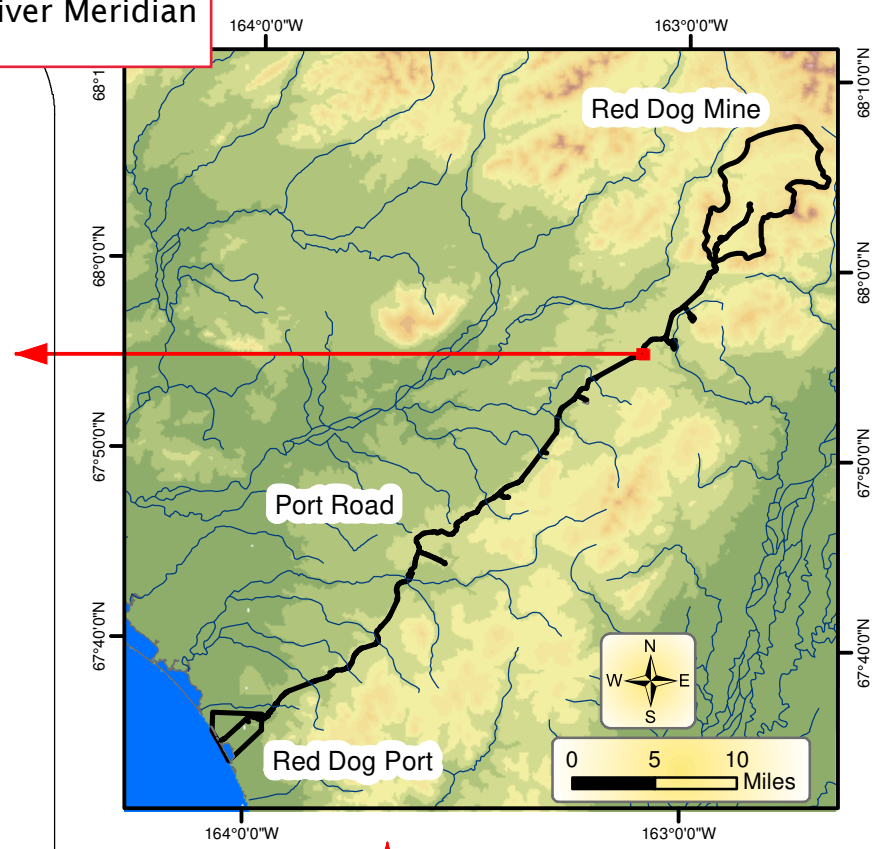 iver Meridian
164°0'0"W
163°0'0"W
68°1
68°10'0"N
Red Dog Mine
68°0'0"N
68°0'0"N
67°50'0"N
67°50'0"N
Port Road
67°40'0"N
67°40'0"N
N
W
E
S
Red Dog Port
0
5
10
Miles
164°0'0"W
163°0'0"W